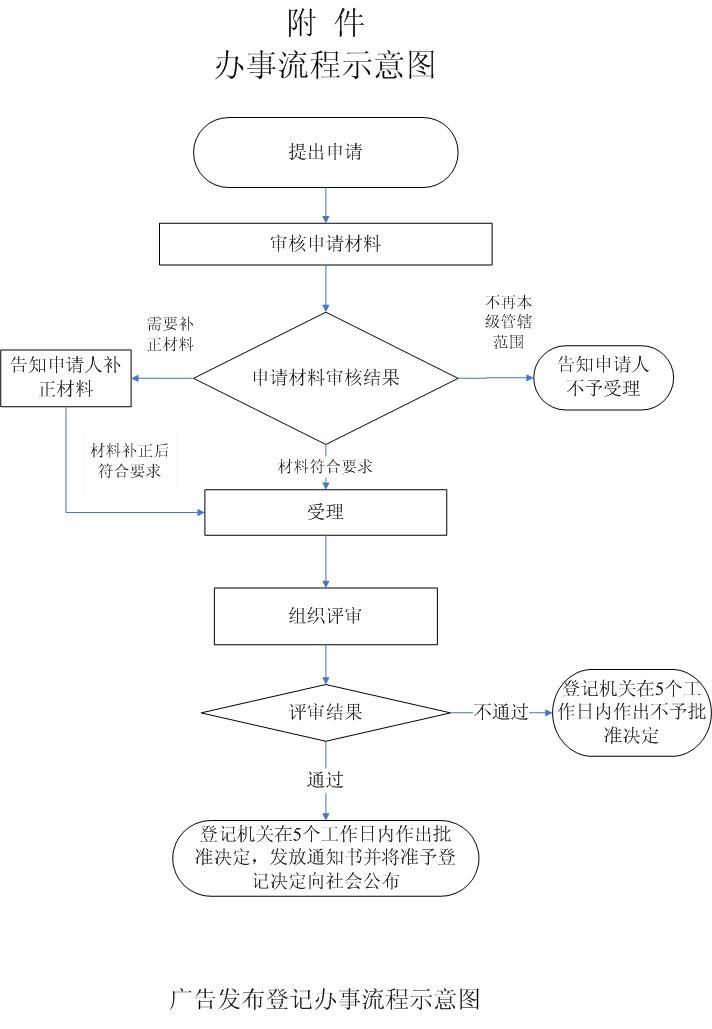 附 件
办事流程示意图
提出申请
审核申请材料
需要补
正材料
不再本
级管辖
范围
告知申请人补
正材料
申请材料审核结果
告知申请人
不予受理
材料补正后
符合要求
材料符合要求
受理
组织评审
评审结果
不通过
登记机关在5个工
作日内作出不予批
准决定
通过
登记机关在5个工作日内作出批
准决定，发放通知书并将准予登
记决定向社会公布
广告发布登记办事流程示意图